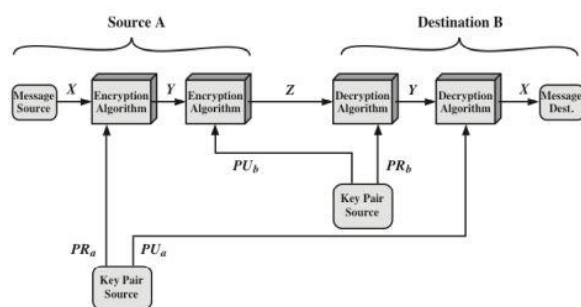 Source A
Destination B
Message
Source
X
Encryption
Algorithm
Y
Encryption
Algorithm
Z
Decryption
Algorithm
Y
Decryption
Algorithm
X
Message
Dest.
PUb
PRb
Key Pair
Source
PRa
PUa
Key Pair
Source